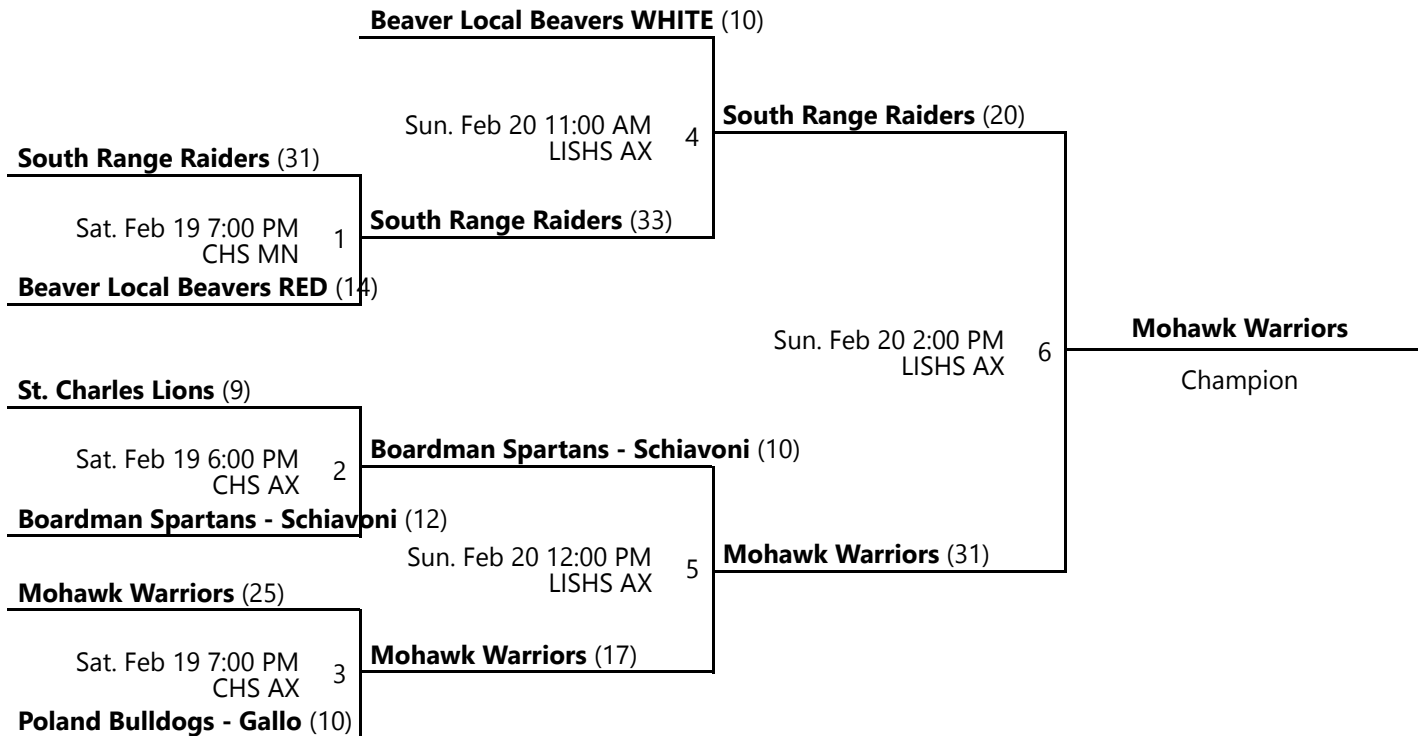 Beaver Local Beavers WHITE (10)
Sun. Feb 20 11:00 AM
LISHS AX
4
South Range Raiders (20)
South Range Raiders (31)
Sat. Feb 19 7:00 PM
CHS MN
1
South Range Raiders (33)
Beaver Local Beavers RED (14)
Sun. Feb 20 2:00 PM
LISHS AX
6
Mohawk Warriors
Champion
St. Charles Lions (9)
Sat. Feb 19 6:00 PM
CHS AX
2
Boardman Spartans - Schiavoni (10)
Boardman Spartans - Schiavoni (12)
Sun. Feb 20 12:00 PM
LISHS AX
5
Mohawk Warriors (31)
Mohawk Warriors (25)
Sat. Feb 19 7:00 PM
CHS AX
3
Mohawk Warriors (17)
Poland Bulldogs - Gallo (10)